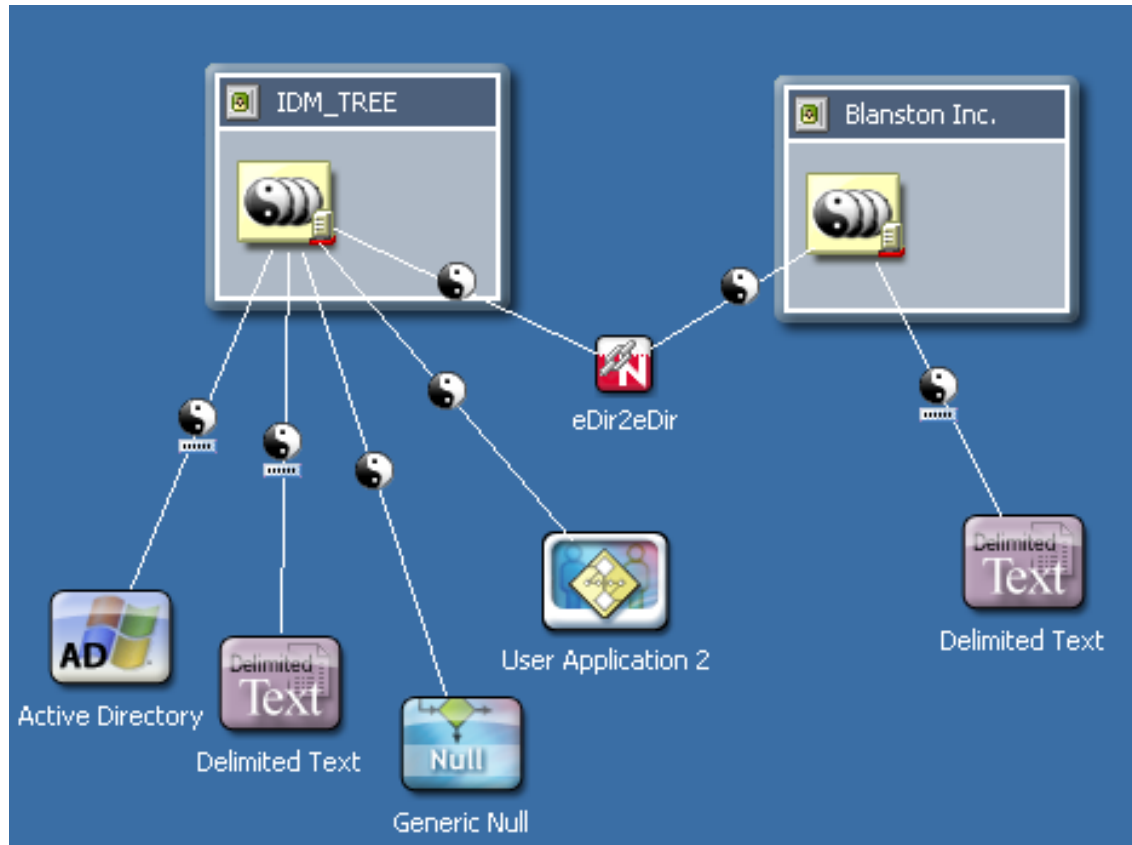 IDM_TREE
Blanston Inc.
N
eDir2eDir
Delimited
Text
Delimited Text
AD
Active Directory
Delimited
Text
Delimited Text
User Application 2
Null
Generic Null